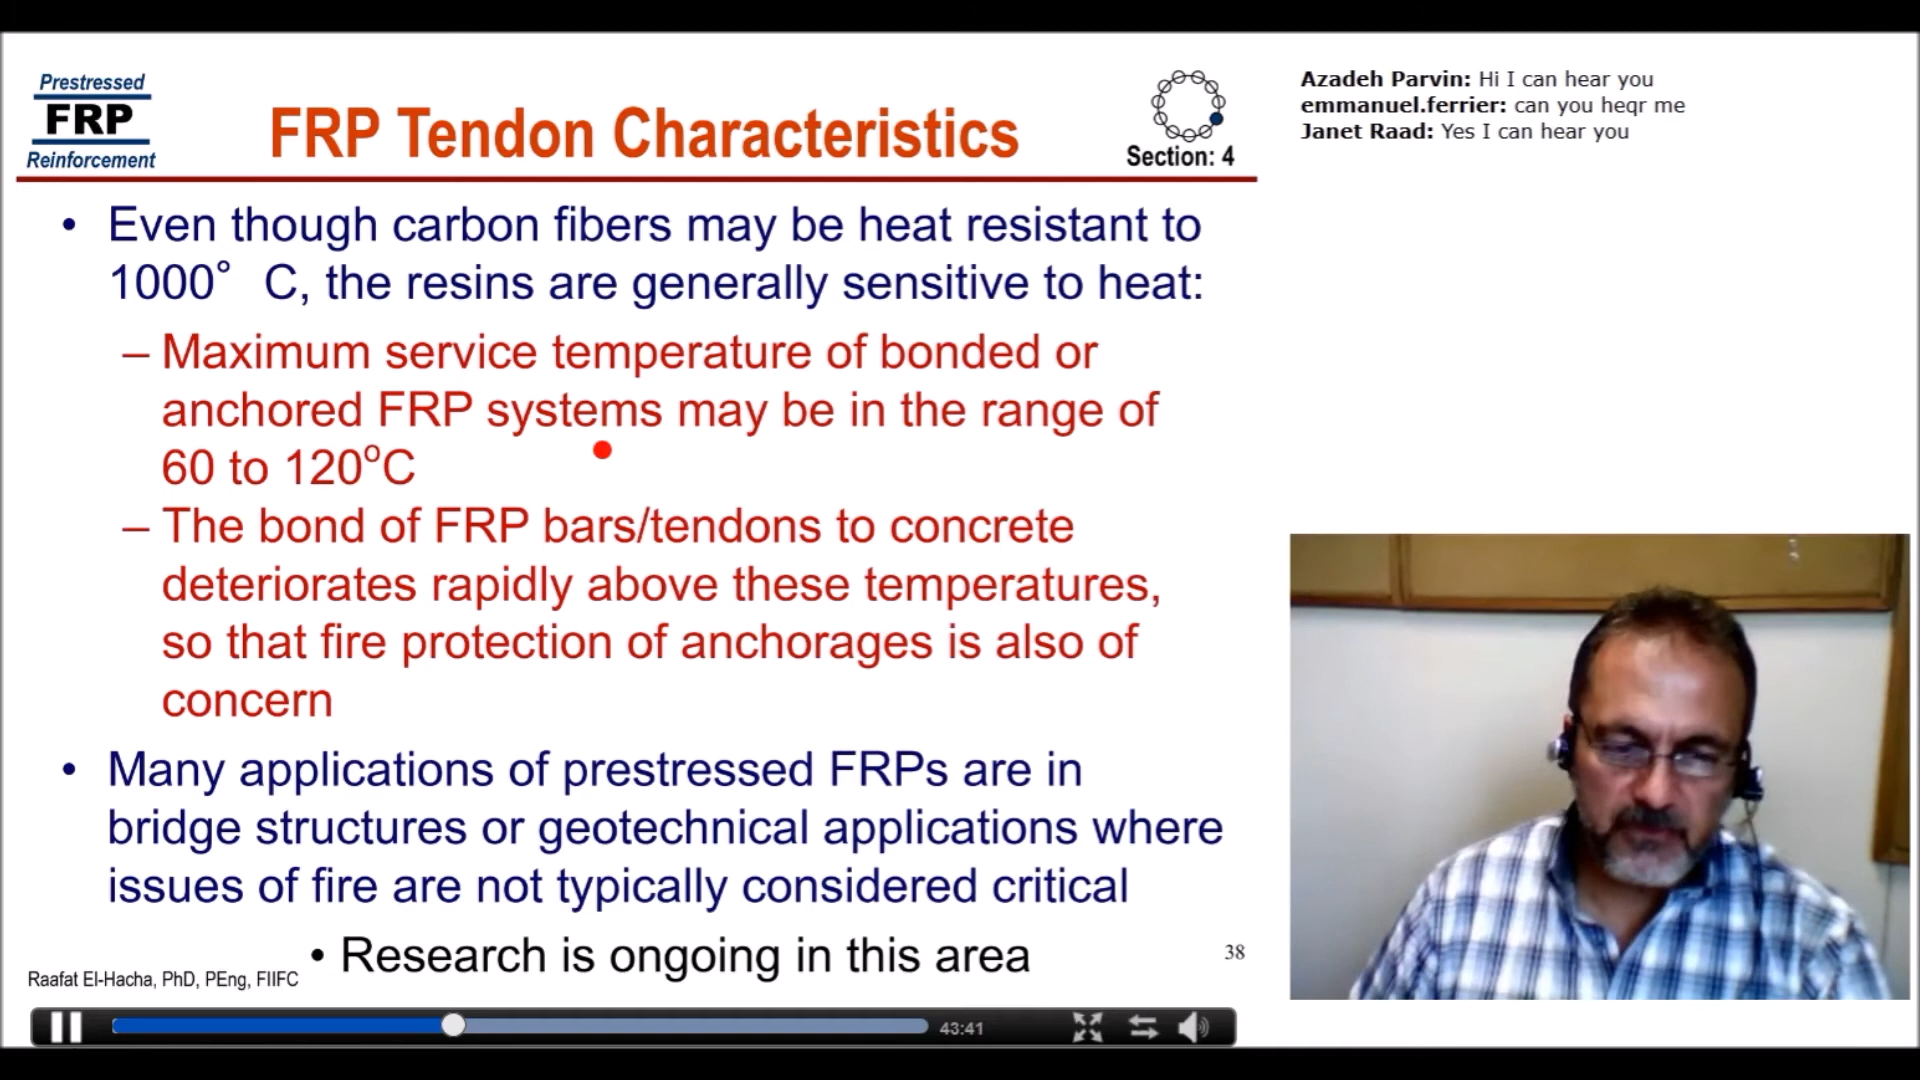 Prestressed
FRP
Reinforcement
FRP Tendon Characteristics
Section: 4
• Even though carbon fibers may be heat resistant to
1000° C, the resins are generally sensitive to heat:
– Maximum service temperature of bonded or
anchored FRP systems may be in the range of
60 to 120°C
– The bond of FRP bars/tendons to concrete
deteriorates rapidly above these temperatures,
so that fire protection of anchorages is also of
concern
• Many applications of prestressed FRPs are in
bridge structures or geotechnical applications where
issues of fire are not typically considered critical
• Research is ongoing in this area
38
Raafat El-Hacha, PhD, PEng, FIIFC
43:41
Azadeh Parvin: Hi I can hear you
emmanuel.ferrier: can you heqr me
Janet Raad: Yes I can hear you